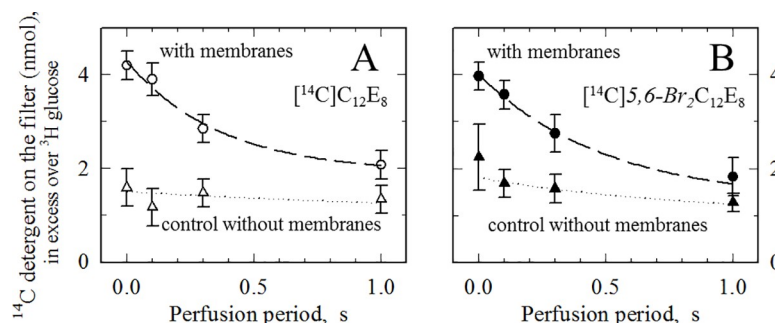 ¹⁴C detergent on the filter (nmol),
in excess over ³H glucose
4
2
0
with membranes
A
[¹⁴C]C₁₂E₈
control without membranes
0.0 0.5 1.0
Perfusion period, s
with membranes
B
[¹⁴C]5,6-Br₂C₁₂E₈
control without membranes
0.0 0.5 1.0
Perfusion period, s
4
2
0